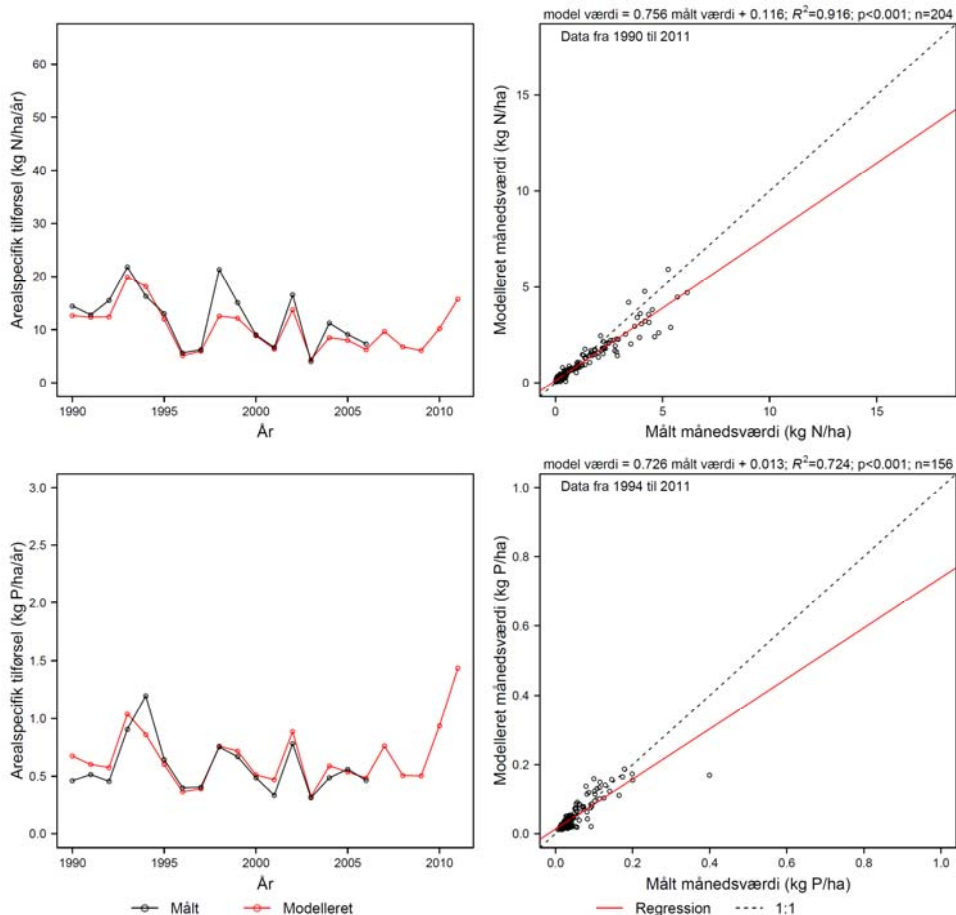 Arealspecifik tilførsel (kg N/ha/år)
60
50
40
30
20
10
0
1990 1995 2000 2005 2010
År
model værdi = 0.756 målt værdi + 0.116; R²=0.916; p<0.001; n=204
Data fra 1990 til 2011
Modelleret månedsværdi (kg N/ha)
15
10
5
0
0 5 10 15
Målt månedsværdi (kg N/ha)
Arealspecifik tilførsel (kg P/ha/år)
3.0
2.5
2.0
1.5
1.0
0.5
0.0
1990 1995 2000 2005 2010
År
model værdi = 0.726 målt værdi + 0.013; R²=0.724; p<0.001; n=156
Data fra 1994 til 2011
Modelleret månedsværdi (kg P/ha)
1.0
0.8
0.6
0.4
0.2
0.0
0.0 0.2 0.4 0.6 0.8 1.0
Målt månedsværdi (kg P/ha)
Målt Modelleret Regression 1:1